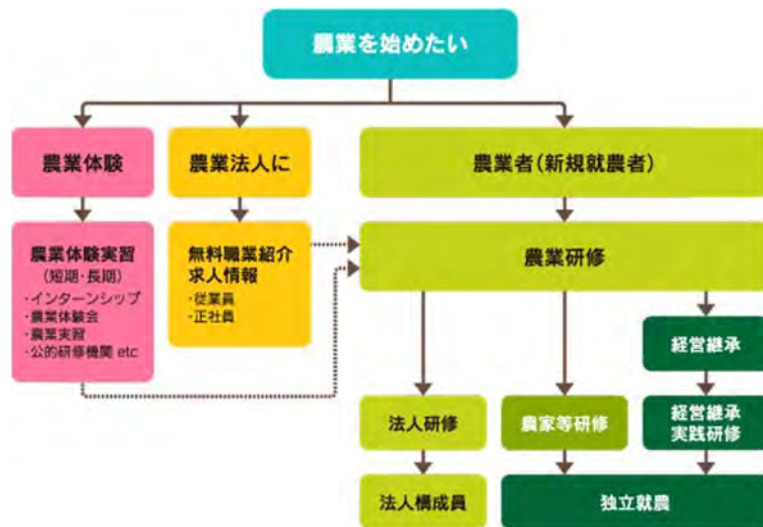 農業を始めたい
農業体験
農業法人に
農業者(新規就農者)
農業体験実習
(短期・長期)
・インターンシップ
・農業体験会
・農業実習
・公的研修機関 etc
無料職業紹介
求人情報
・従業員
・正社員
農業研修
経営継承
法人研修
農家等研修
経営継承
実践研修
法人構成員
独立就農